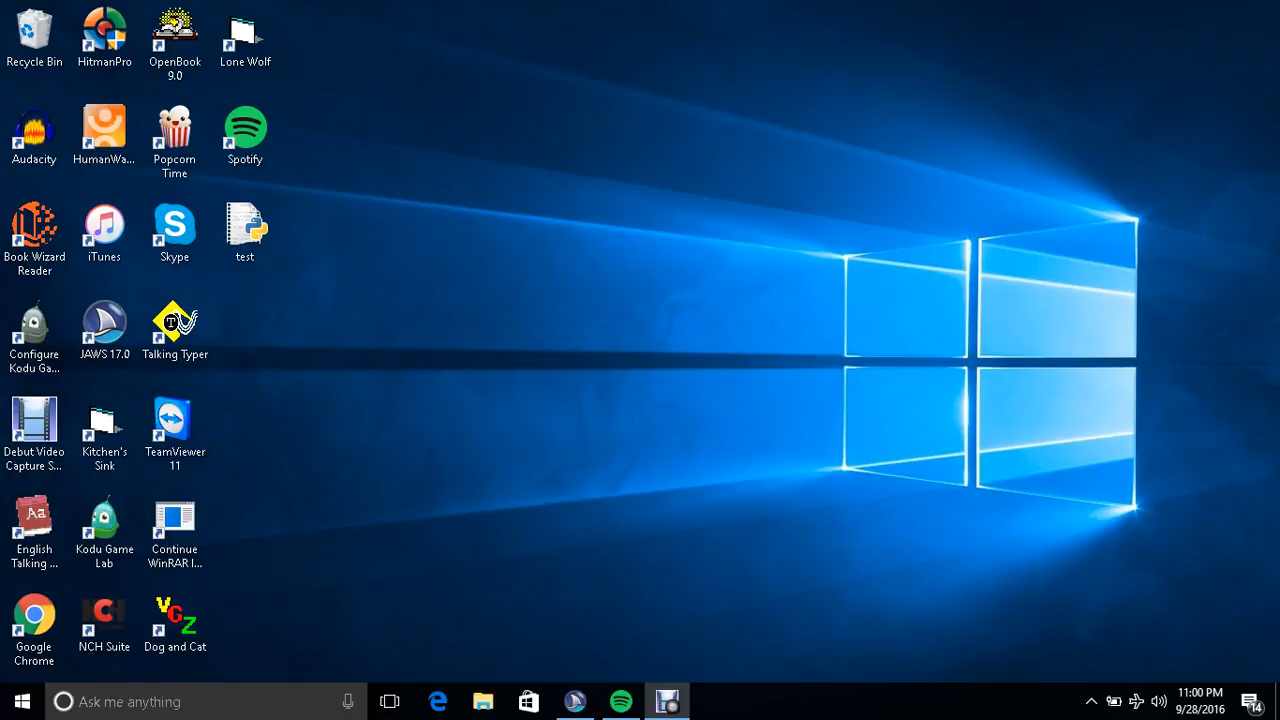 Recycle Bin
HitmanPro
OpenBook
9.0
Lone Wolf
Audacity
HumanWa...
Popcorn
Time
Spotify
Book Wizard
Reader
iTunes
Skype
test
Configure
Kodu Ga...
JAWS 17.0
Talking Typer
Debut Video
Capture S...
Kitchen's
Sink
TeamViewer
11
English
Talking ...
Kodu Game
Lab
Continue
WinRAR I...
Google
Chrome
NCH Suite
Dog and Cat
Ask me anything
11:00 PM
9/28/2016
14